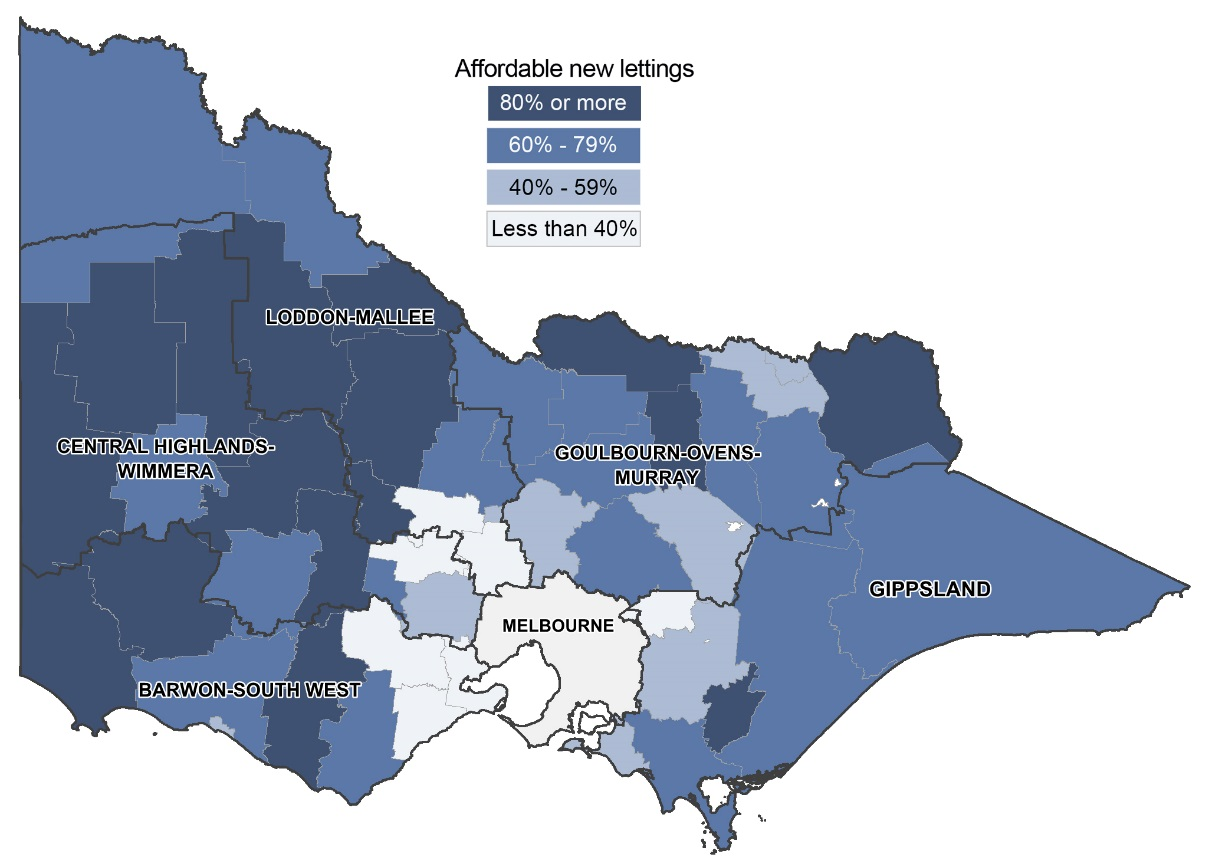 Affordable new lettings
80% or more
60% - 79%
40% - 59%
Less than 40%
LODDON-MALLEE
CENTRAL HIGHLANDS-
WIMMERA
GOULBOURN-OVENS-
MURRAY
GIPPSLAND
MELBOURNE
BARWON-SOUTH WEST